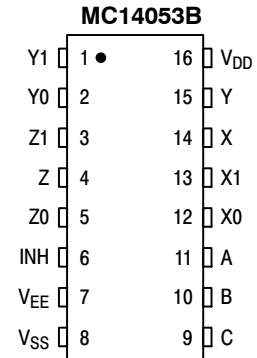 MC14053B
Y1 1 16 VDD
Y0 2 15 Y
Z1 3 14 X
Z 4 13 X1
Z0 5 12 X0
INH 6 11 A
VEE 7 10 B
VSS 8 9 C